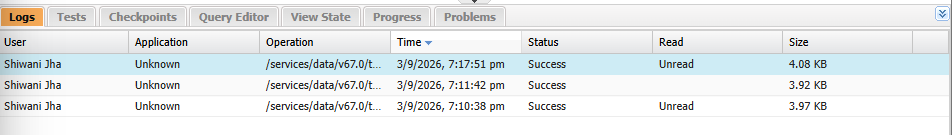 Logs Tests Checkpoints Query Editor View State Progress Problems
User Application Operation Time Status Read Size
Shiwani Jha Unknown /services/data/v67.0/t... 3/9/2026, 7:17:51 pm Success Unread 4.08 KB
Shiwani Jha Unknown /services/data/v67.0/t... 3/9/2026, 7:11:42 pm Success 3.92 KB
Shiwani Jha Unknown /services/data/v67.0/t... 3/9/2026, 7:10:38 pm Success Unread 3.97 KB